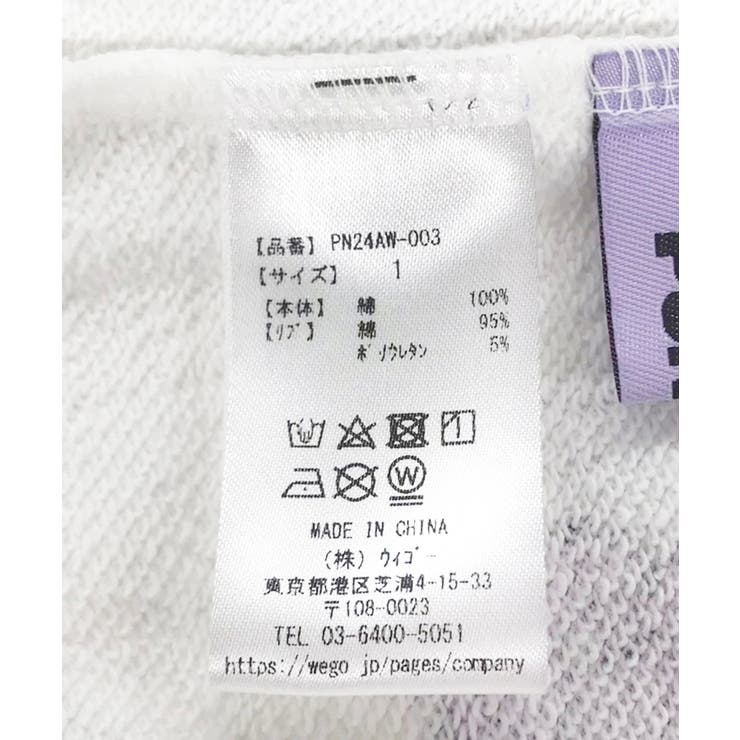 【品番】 PN24AW-003
【サイズ】 1
【本体】 綿 100%
【リブ】 綿 95%
ポリウレタン 5%
MADE IN CHINA
(株) ウィゴー
東京都港区芝浦4-15-33
〒108-0023
TEL 03-6400-5051
https://wego jp/pages/company